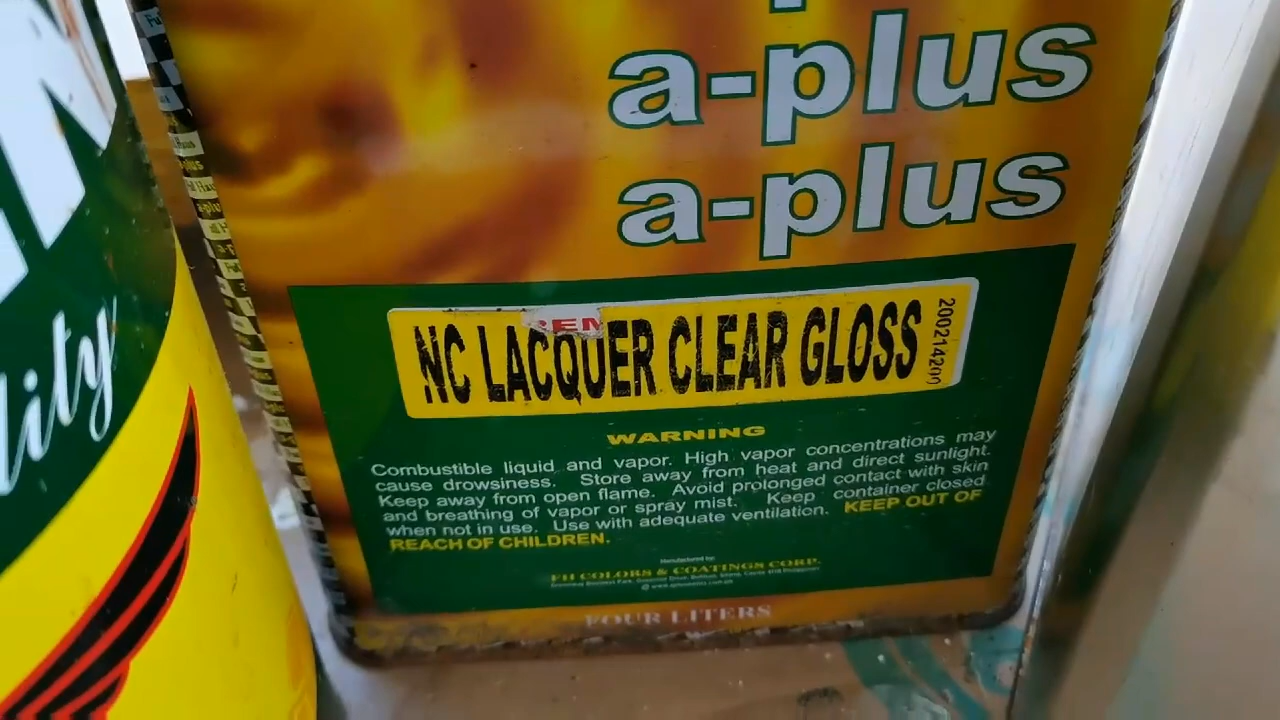 a-plus
a-plus
NC LACQUER CLEAR GLOSS
WARNING
Combustible liquid and vapor. High vapor concentrations may
cause drowsiness. Store away from heat and direct sunlight.
Keep away from open flame. Avoid prolonged contact with skin
and breathing of vapor or spray mist. Keep container closed
when not in use. Use with adequate ventilation. KEEP OUT OF
REACH OF CHILDREN.
Manufactured by:
FH COLORS & COATINGS CORP.
FOUR LITERS
lity